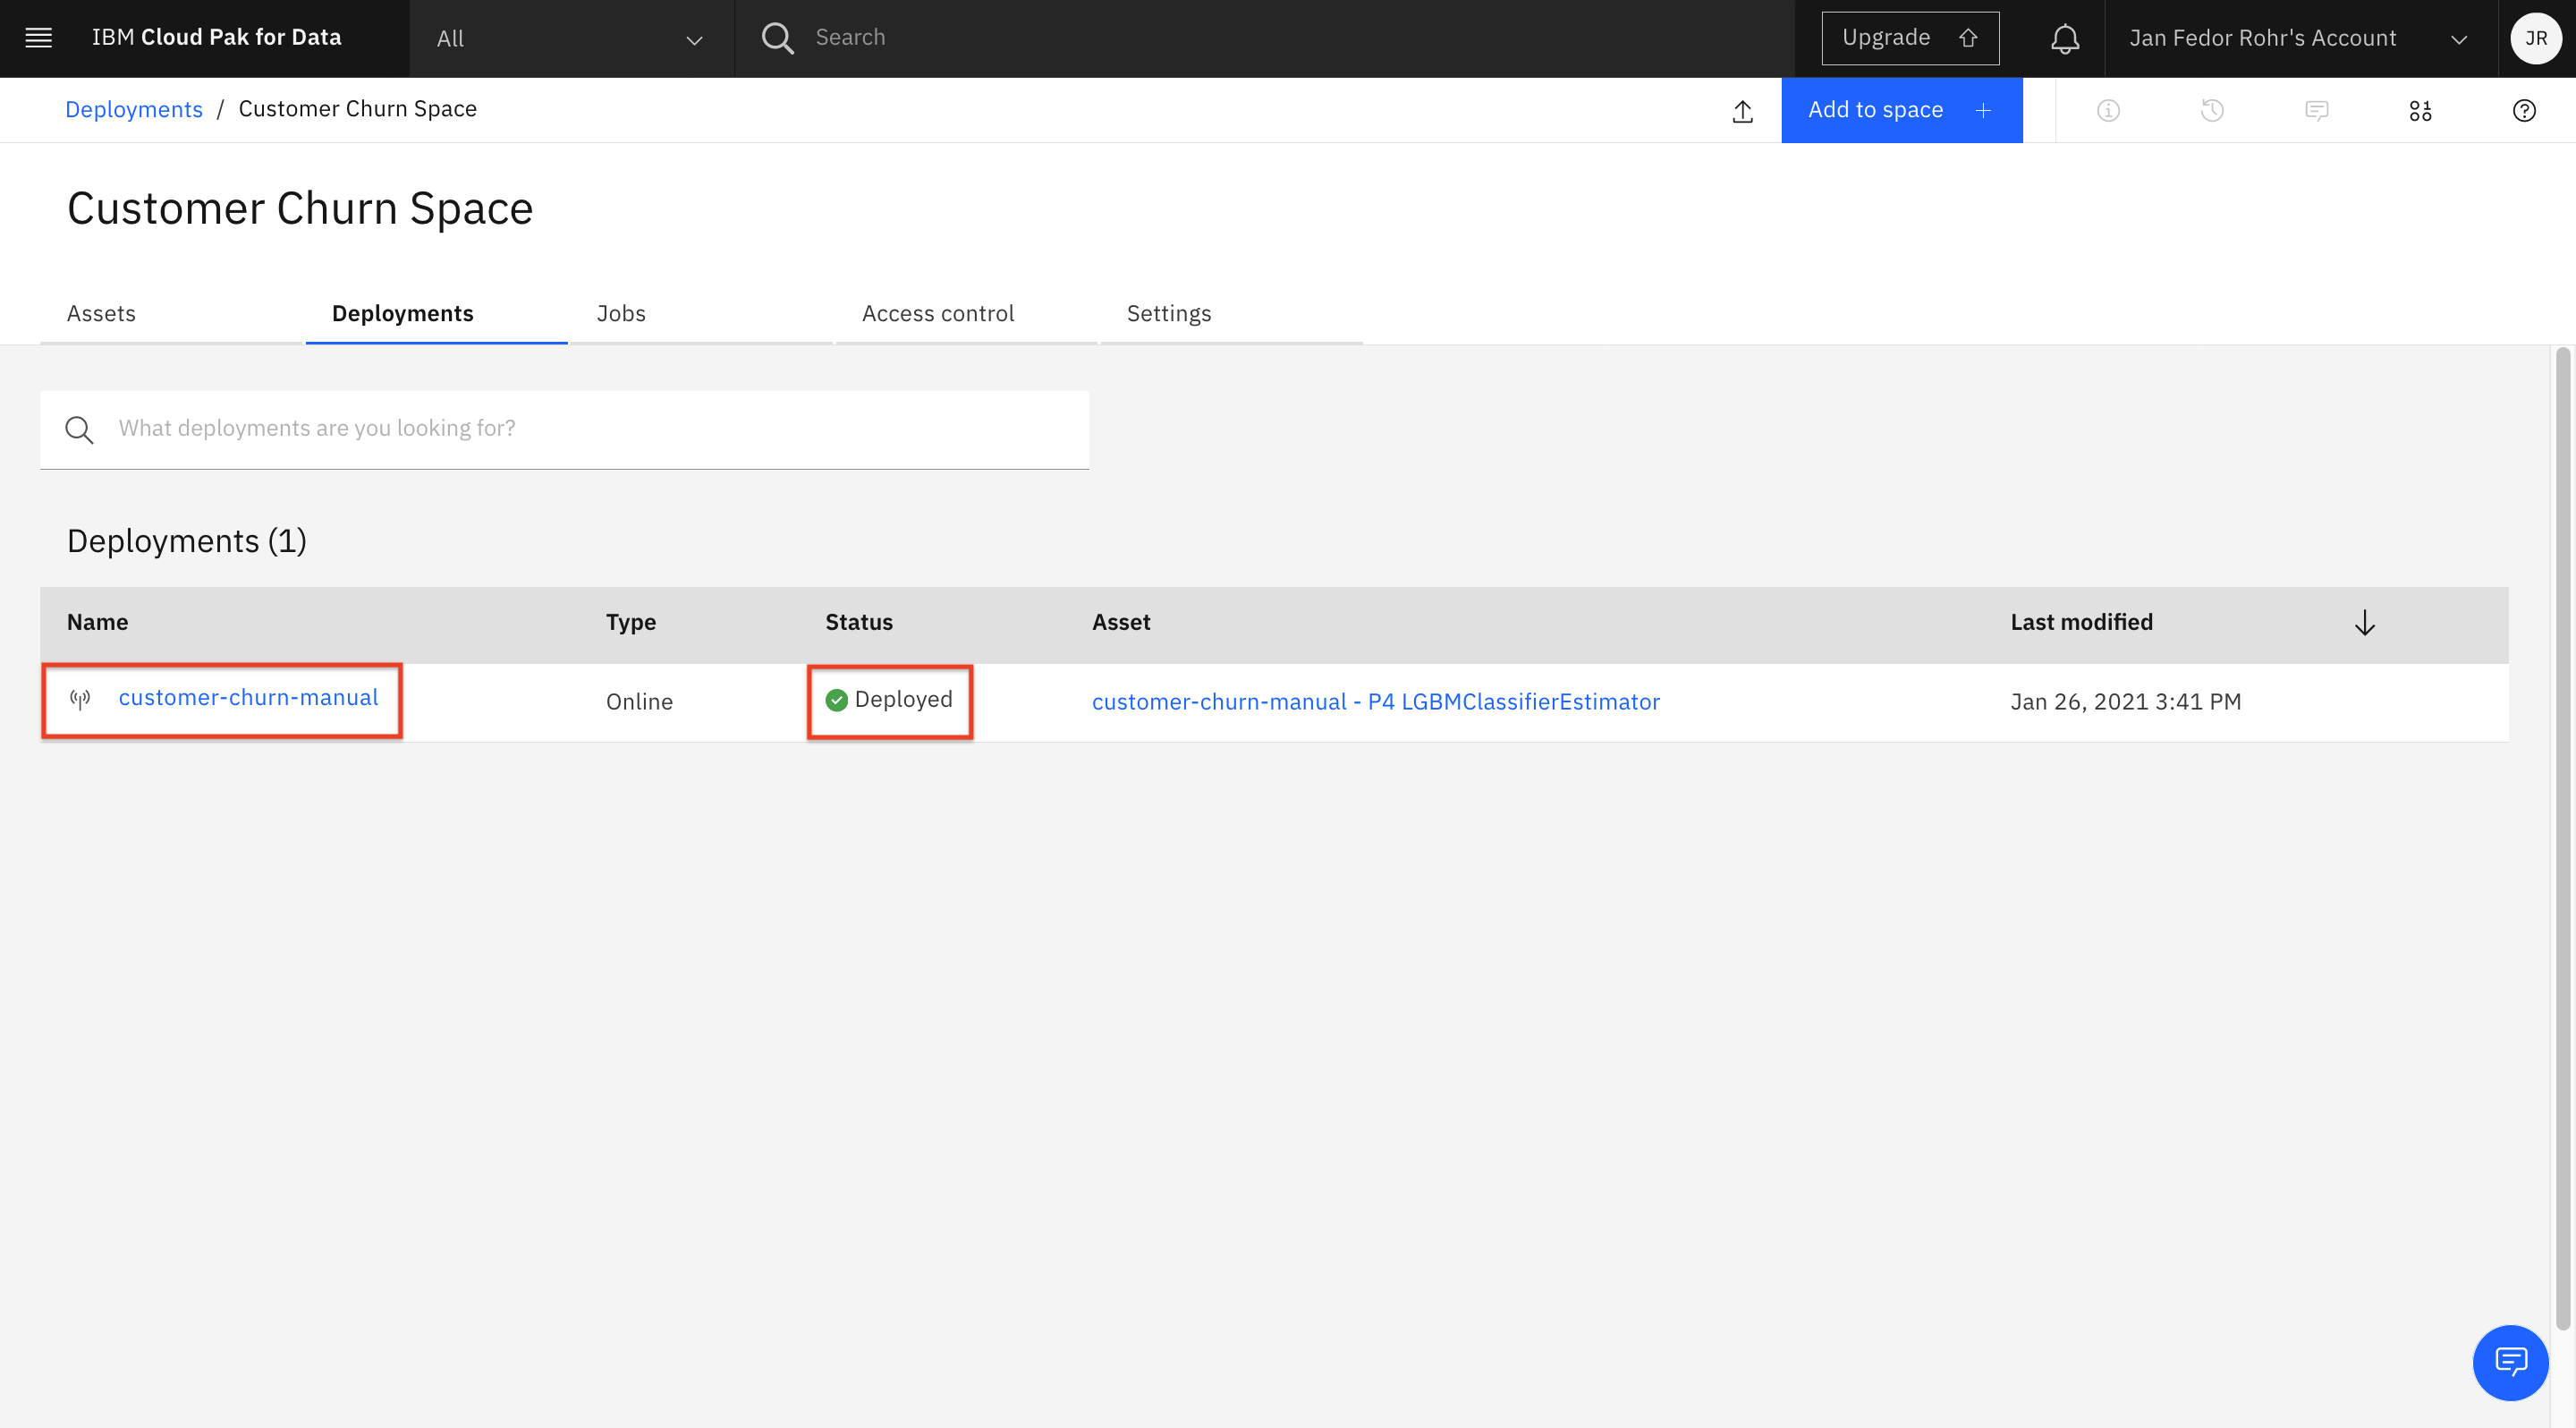 IBM Cloud Pak for Data
All
Search
Upgrade
Jan Fedor Rohr's Account
JR
Deployments / Customer Churn Space
Add to space +
Customer Churn Space
Assets
Deployments
Jobs
Access control
Settings
What deployments are you looking for?
Deployments (1)
Name Type Status Asset Last modified
customer-churn-manual Online Deployed customer-churn-manual - P4 LGBMClassifierEstimator Jan 26, 2021 3:41 PM